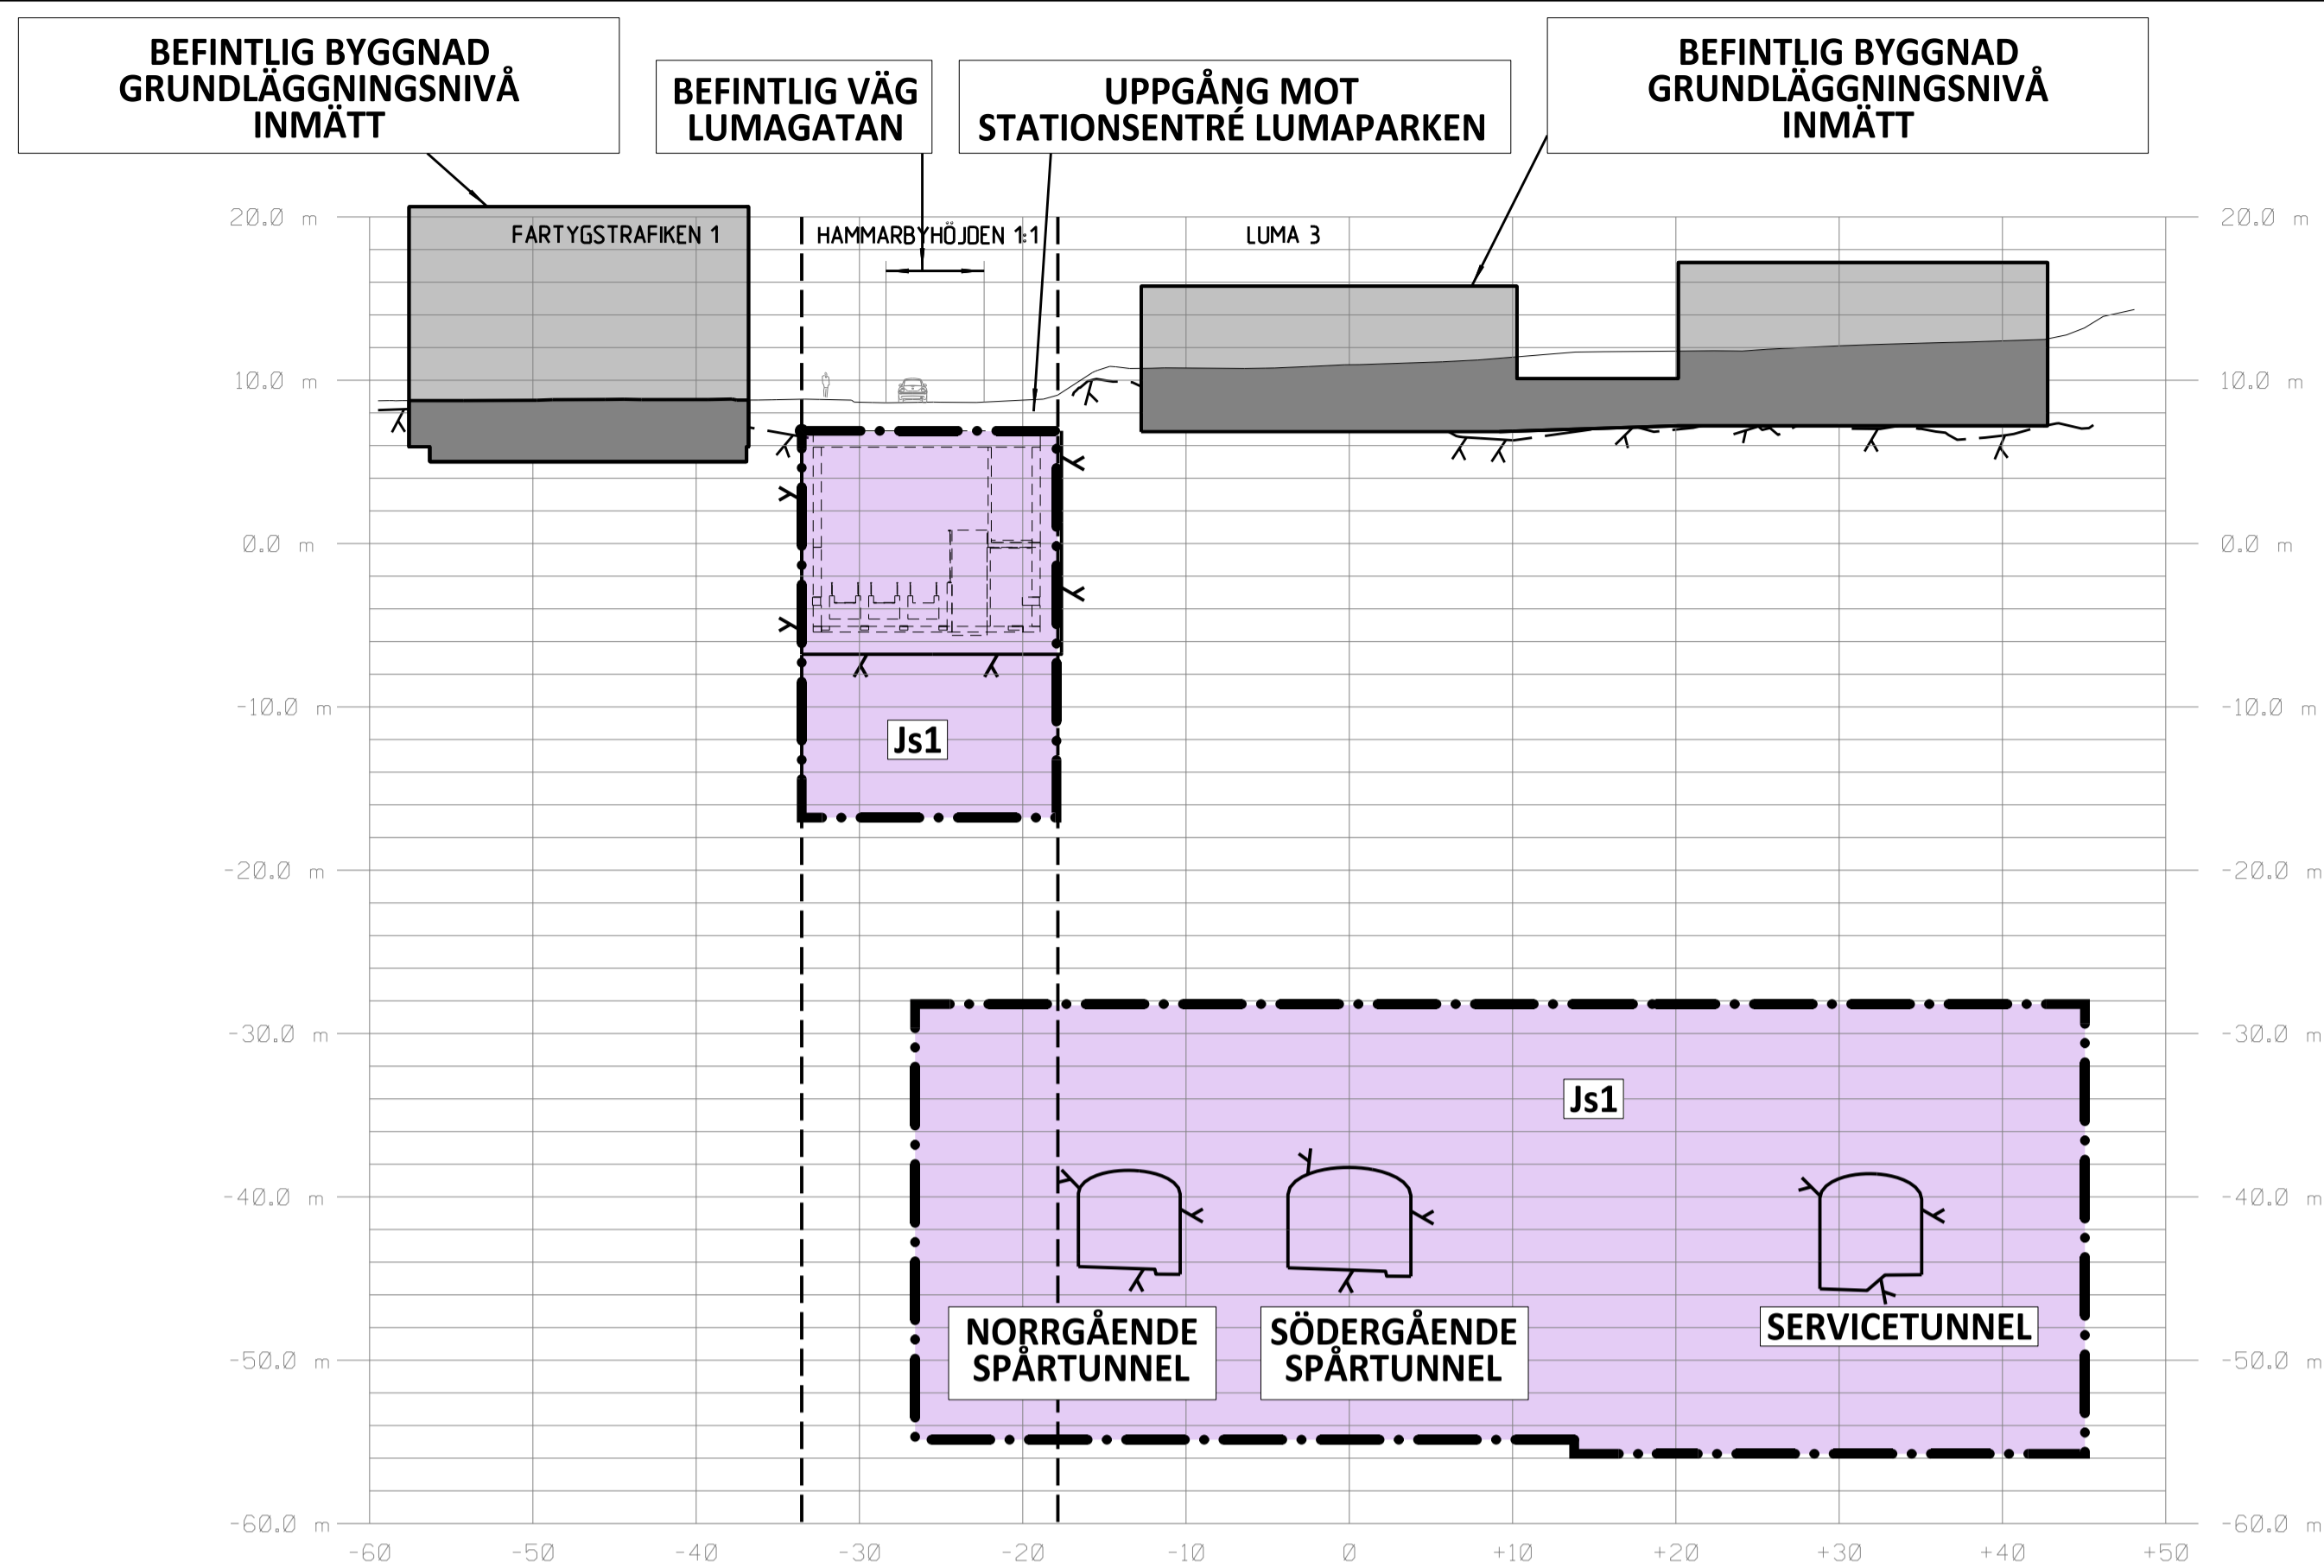 BEFINTLIG BYGGNAD
GRUNDLÄGGNINGSNIVÅ
INMÄTT
BEFINTLIG VÄG
LUMAGATAN
UPPGÅNG MOT
STATIONSENTRÉ LUMAPARKEN
BEFINTLIG BYGGNAD
GRUNDLÄGGNINGSNIVÅ
INMÄTT
20.0 m
FARTYGSTRAFIKEN 1
HAMMARBYHÖJDEN 1:1
LUMA 3
20.0 m
10.0 m
10.0 m
0.0 m
0.0 m
-10.0 m
Js1
-10.0 m
-20.0 m
-20.0 m
-30.0 m
-30.0 m
Js1
-40.0 m
-40.0 m
NORRGÅENDE
SPÅRTUNNEL
SÖDERGÅENDE
SPÅRTUNNEL
SERVICETUNNEL
-50.0 m
-50.0 m
-60.0 m
-60.0 m
-60 -50 -40 -30 -20 -10 0 +10 +20 +30 +40 +50